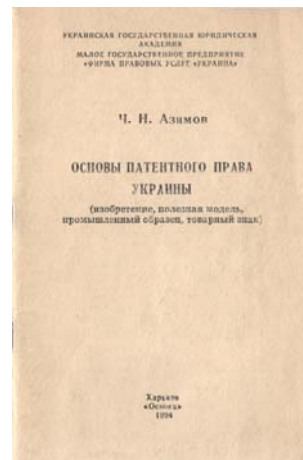 УКРАИНСКАЯ ГОСУДАРСТВЕННАЯ ЮРИДИЧЕСКАЯ
АКАДЕМИЯ
МАЛОЕ ГОСУДАРСТВЕННОЕ ПРЕДПРИЯТИЕ
«ФИРМА ПРАВОВЫХ УСЛУГ «УКРАИНА»
Ч. Н. Азимов
ОСНОВЫ ПАТЕНТНОГО ПРАВА
УКРАИНЫ
(изобретение, полезная модель,
промышленный образец, товарный знак)
Харьков
«Основа»
1994